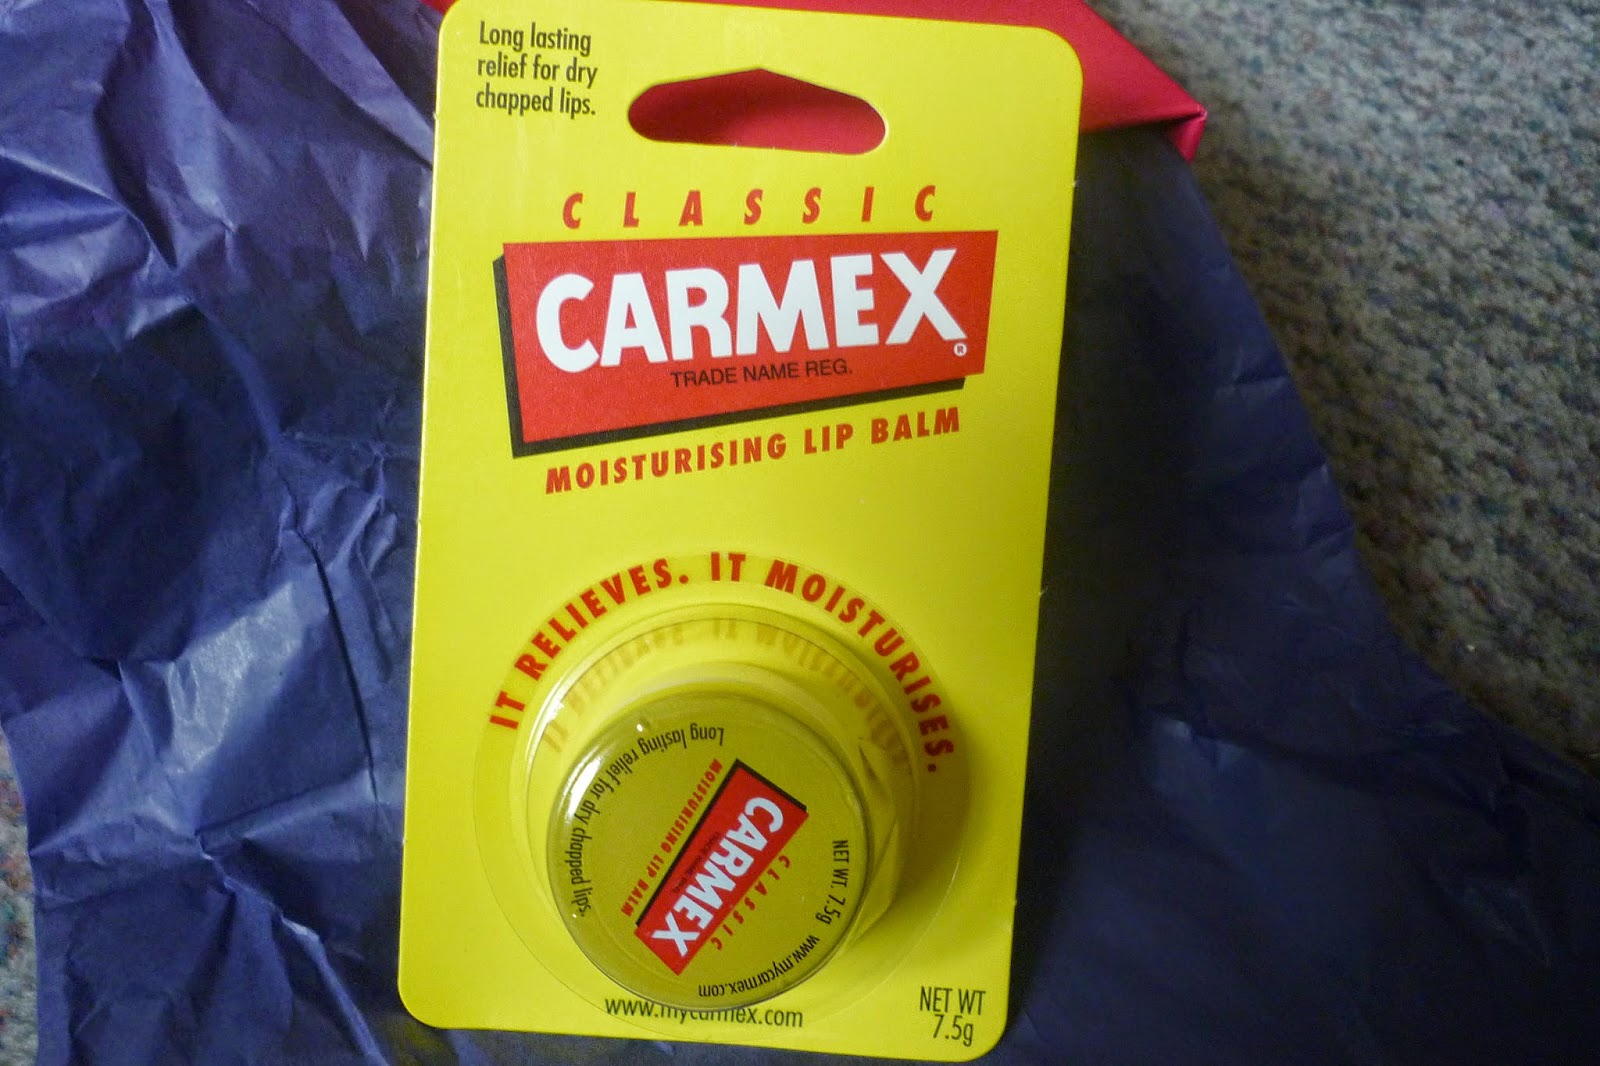 Long lasting
relief for dry
chapped lips.
CLASSIC
CARMEX®
TRADE NAME REG.
MOISTURISING LIP BALM
IT RELIEVES. IT MOISTURISES.
Long lasting relief for dry chapped lips.
CLASSIC
CARMEX
MOISTURISING LIP BALM
NET WT. 7.5g www.mycarmex.com
www.mycarmex.com
NET WT
7.5g